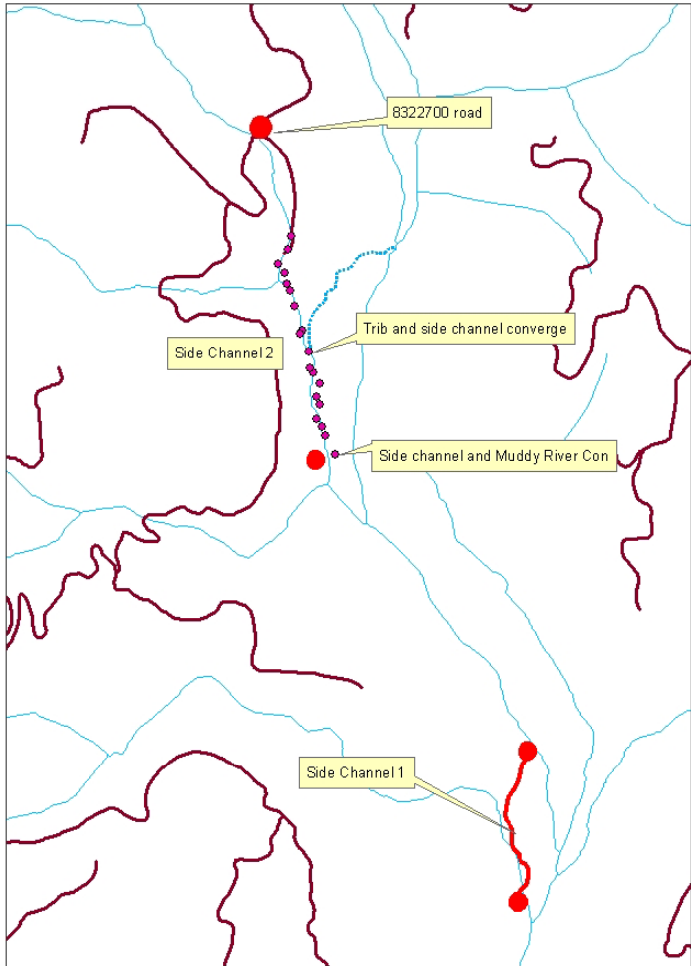 8322700 road
Trib and side channel converge
Side Channel 2
Side channel and Muddy River Con
Side Channel 1